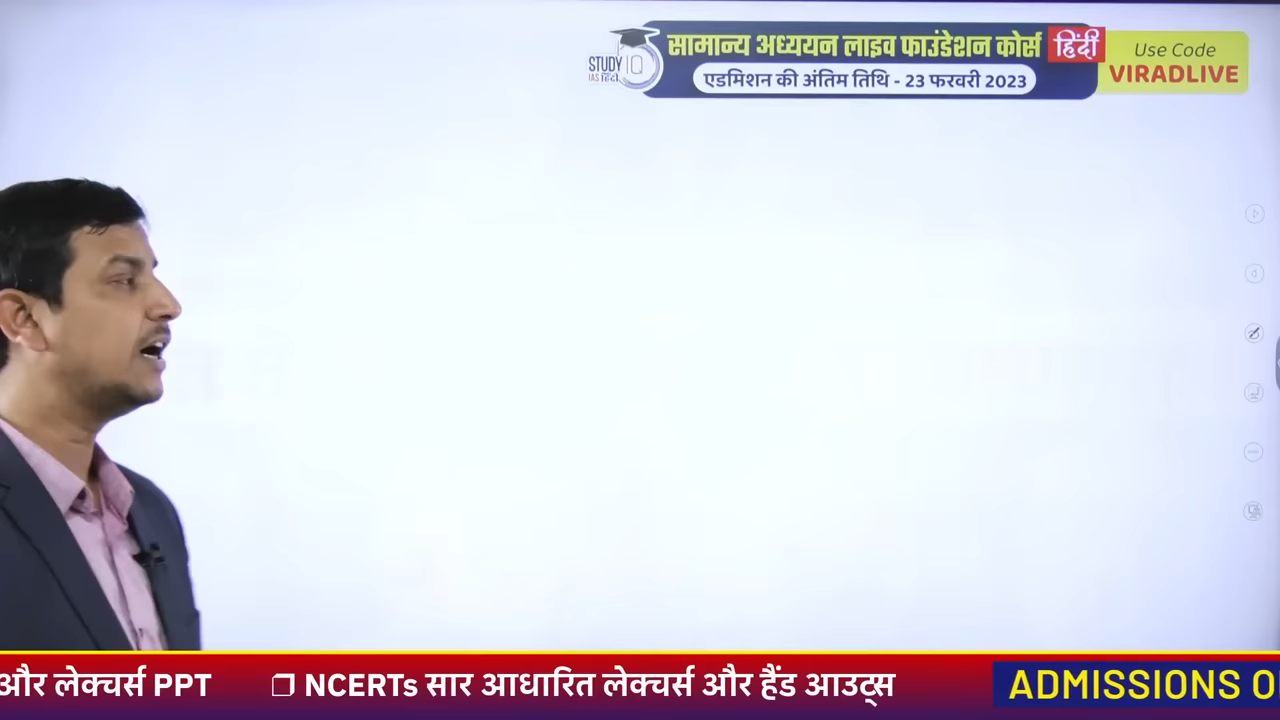 STUDY IQ
IAS हिंदी
सामान्य अध्ययन लाइव फाउंडेशन कोर्स हिंदी
एडमिशन की अंतिम तिथि - 23 फरवरी 2023
Use Code
VIRADLIVE
और लेक्चर्स PPT ❐ NCERTs सार आधारित लेक्चर्स और हैंड आउट्स ADMISSIONS